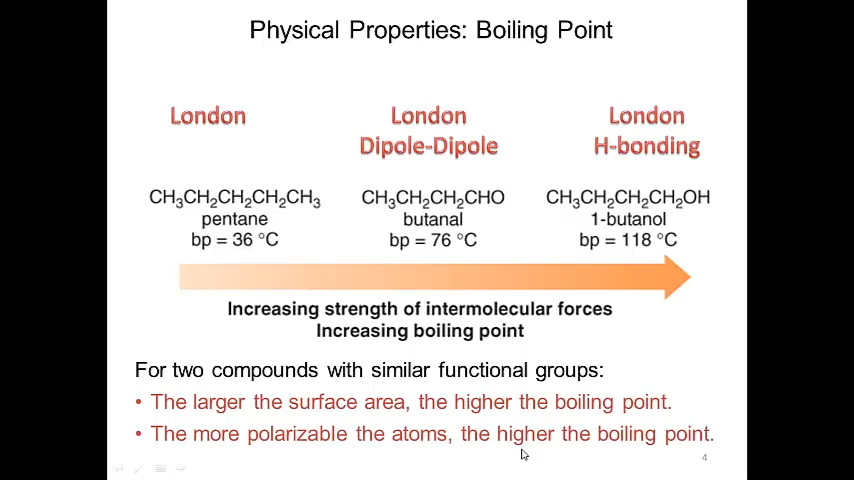 Physical Properties: Boiling Point
London London London
Dipole-Dipole H-bonding
CH₃CH₂CH₂CH₂CH₃ CH₃CH₂CH₂CHO CH₃CH₂CH₂CH₂OH
pentane butanal 1-butanol
bp = 36 °C bp = 76 °C bp = 118 °C
Increasing strength of intermolecular forces
Increasing boiling point
For two compounds with similar functional groups:
• The larger the surface area, the higher the boiling point.
• The more polarizable the atoms, the higher the boiling point.
4